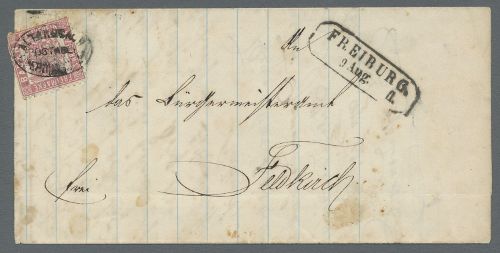 An
FREIBURG
9 Aug.
das Bürgermeisteramt
frei
Feldkirch